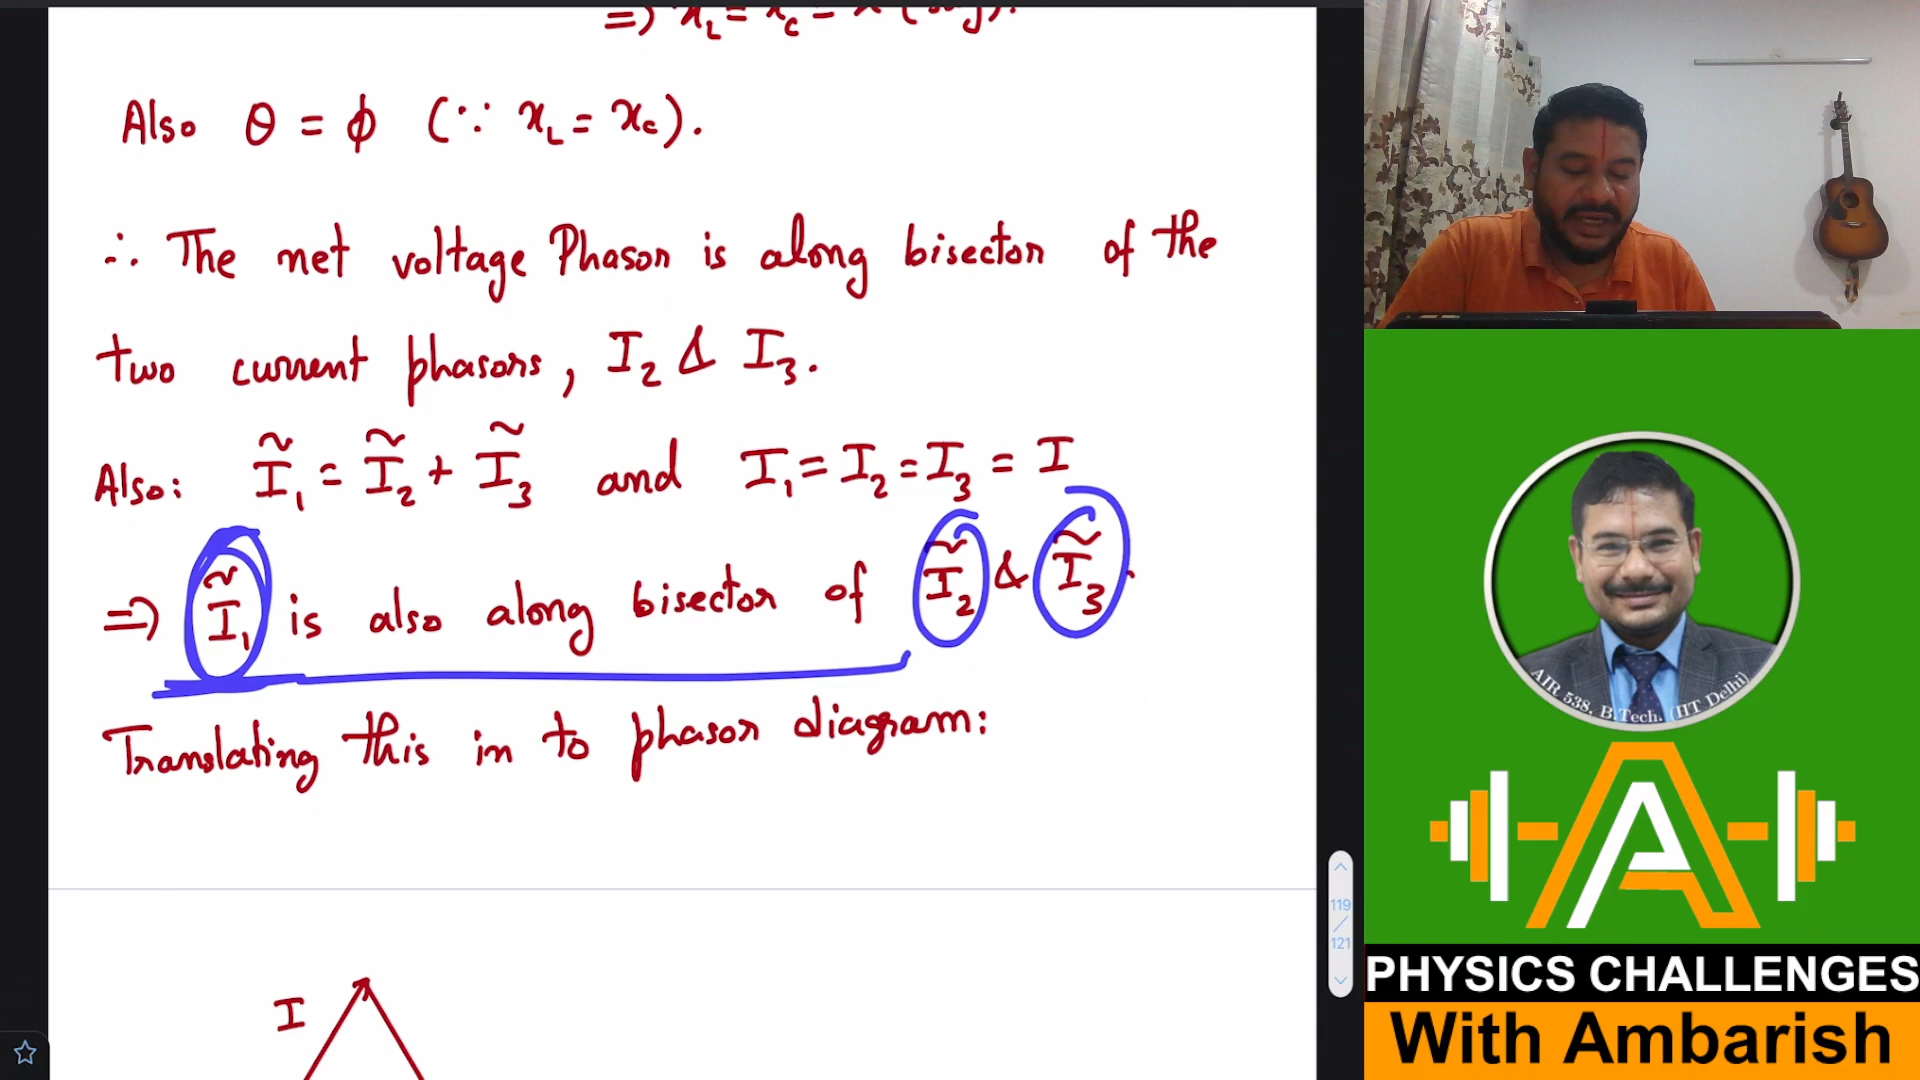 Also θ = ϕ (∵ x_L = x_c).
∴ The net voltage Phasor is along bisector of the
two current phasors, I₂ & I₃.
Also: Ĩ₁ = Ĩ₂ + Ĩ₃ and I₁ = I₂ = I₃ = I
=> Ĩ₁ is also along bisector of Ĩ₂ & Ĩ₃.
Translating this in to phasor diagram:
I
119
/
121
AIR 538, B.Tech. (IIT Delhi)
A
PHYSICS CHALLENGES
With Ambarish